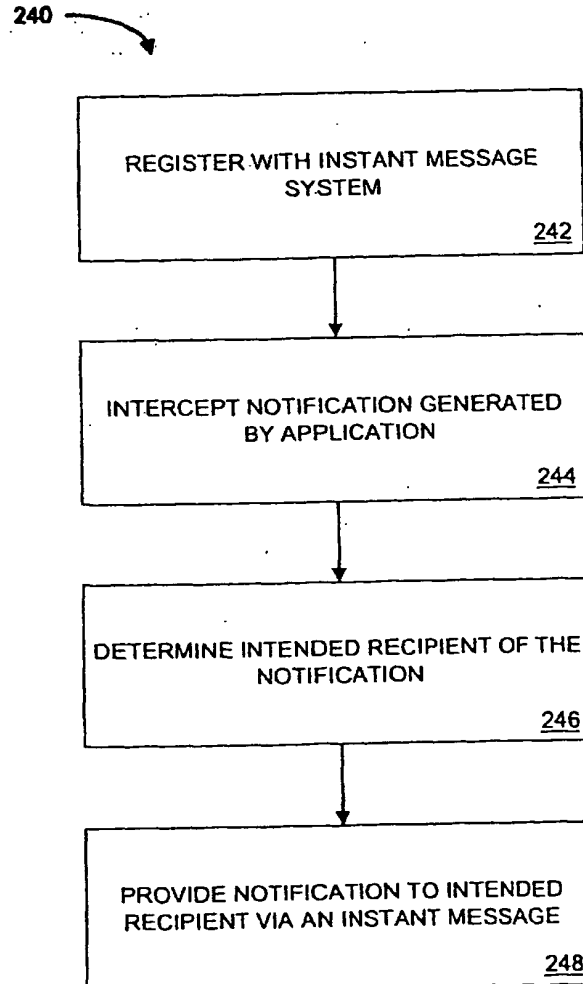 240
REGISTER WITH INSTANT MESSAGE
SYSTEM
242
INTERCEPT NOTIFICATION GENERATED
BY APPLICATION
244
DETERMINE INTENDED RECIPIENT OF THE
NOTIFICATION
246
PROVIDE NOTIFICATION TO INTENDED
RECIPIENT VIA AN INSTANT MESSAGE
248